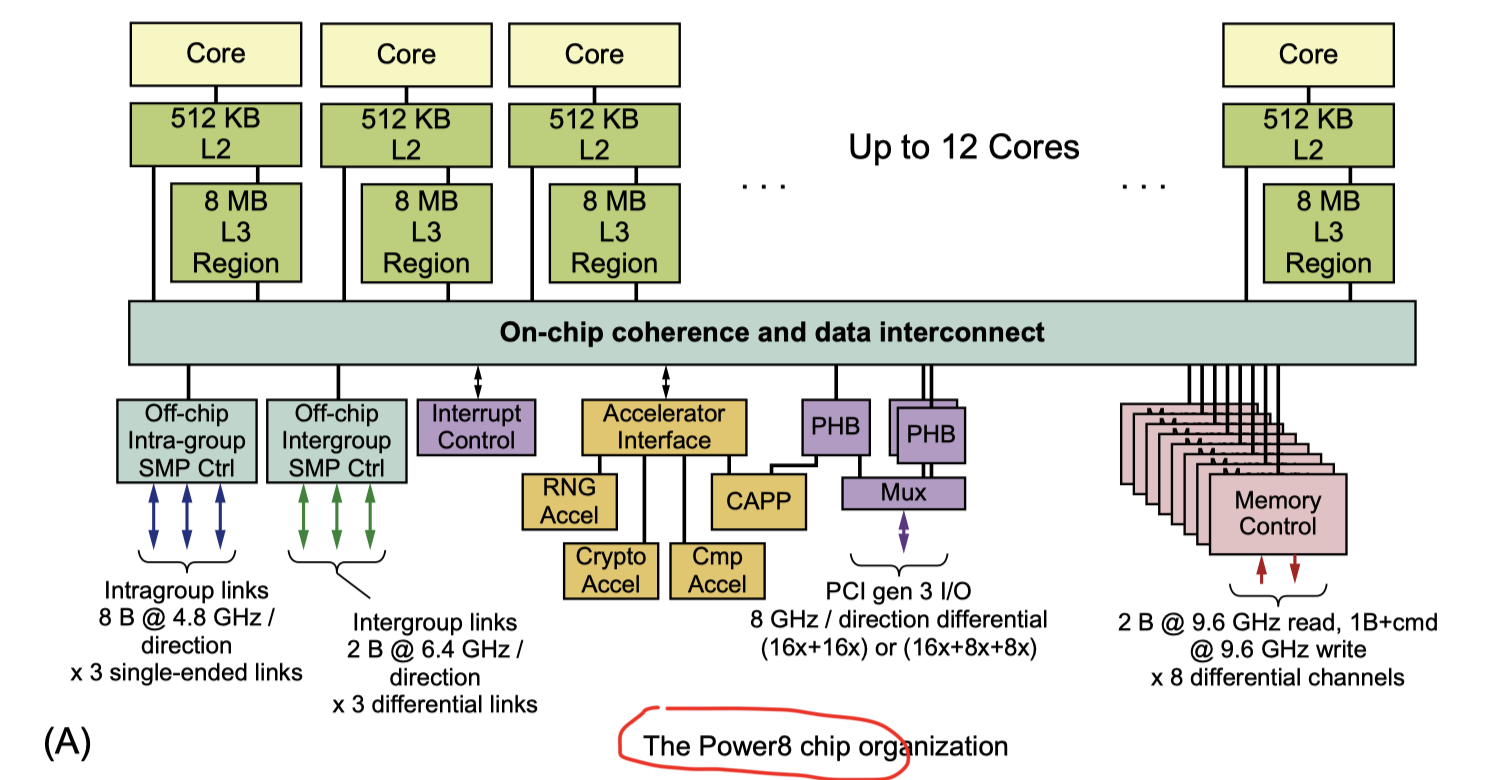 Core
Core
Core
Core
512 KB
L2
512 KB
L2
512 KB
L2
512 KB
L2
Up to 12 Cores
. . .
. . .
8 MB
L3
Region
8 MB
L3
Region
8 MB
L3
Region
8 MB
L3
Region
On-chip coherence and data interconnect
Off-chip
Intra-group
SMP Ctrl
Off-chip
Intergroup
SMP Ctrl
Interrupt
Control
Accelerator
Interface
PHB
PHB
RNG
Accel
CAPP
Mux
Crypto
Accel
Cmp
Accel
Memory
Control
Intragroup links
8 B @ 4.8 GHz /
direction
x 3 single-ended links
Intergroup links
2 B @ 6.4 GHz /
direction
x 3 differential links
PCI gen 3 I/O
8 GHz / direction differential
(16x+16x) or (16x+8x+8x)
2 B @ 9.6 GHz read, 1B+cmd
@ 9.6 GHz write
x 8 differential channels
(A)
The Power8 chip organization